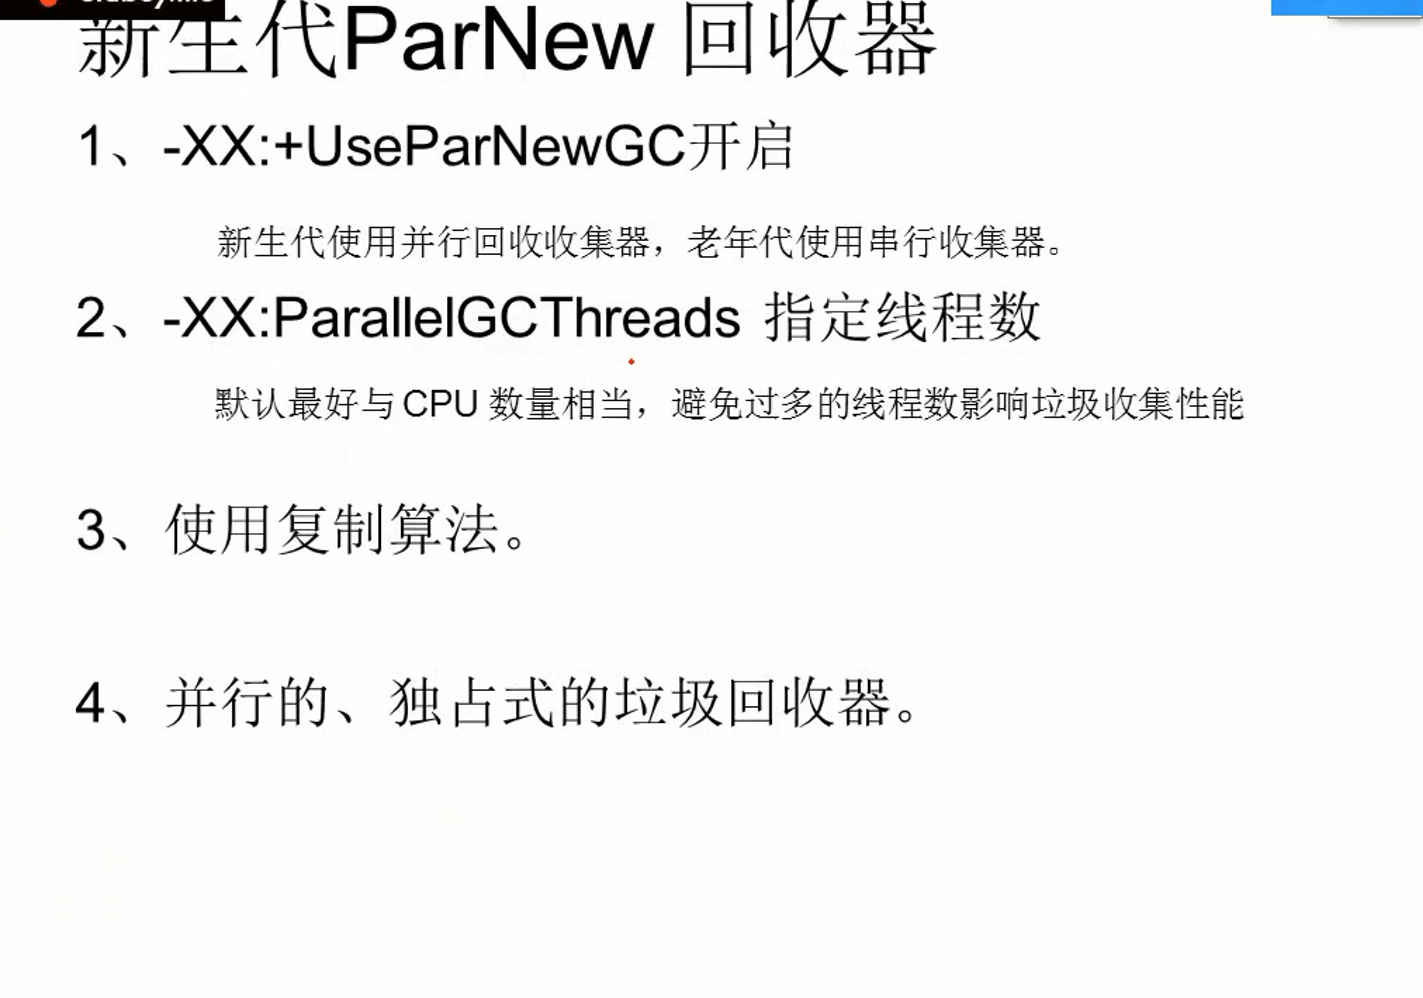 新生代ParNew 回收器
1、-XX:+UseParNewGC开启
新生代使用并行回收收集器，老年代使用串行收集器。
2、-XX:ParallelGCThreads 指定线程数
默认最好与 CPU 数量相当，避免过多的线程数影响垃圾收集性能
3、使用复制算法。
4、并行的、独占式的垃圾回收器。